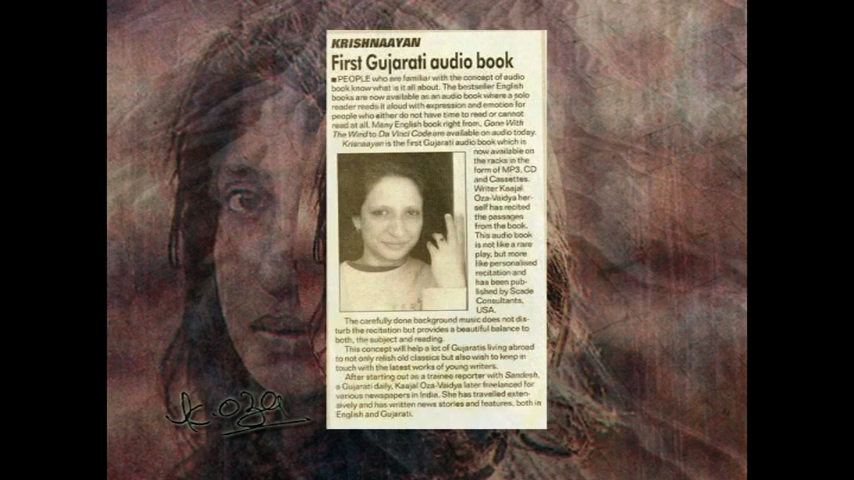 KRISHNAAYAN
First Gujarati audio book
■ PEOPLE who are familiar with the concept of audio
book know what is it all about. The bestseller English
books are now available as an audio book where a solo
reader reads it aloud with expression and emotion for
people who either do not have time to read or cannot
read at all. Many English book right from, Gone With
The Wind to Da Vinci Code are available on audio today.
Krisnaayan is the first Gujarati audio book which is
now available on
the racks in the
form of MP3, CD
and Cassettes.
Writer Kaajal
Oza-Vaidya her-
self has recited
the passages
from the book.
This audio book
is not like a rare
play, but more
like personalised
recitation and
has been pub-
lished by Scade
Consultants,
USA.
The carefully done background music does not dis-
turb the recitation but provides a beautiful balance to
both, the subject and reading.
This concept will help a lot of Gujaratis living abroad
to not only relish old classics but also wish to keep in
touch with the latest works of young writers.
After starting out as a trainee reporter with Sandesh,
a Gujarati daily, Kaajal Oza-Vaidya later freelanced for
various newspapers in India. She has travelled exten-
sively and has written news stories and features, both in
English and Gujarati.
K oza